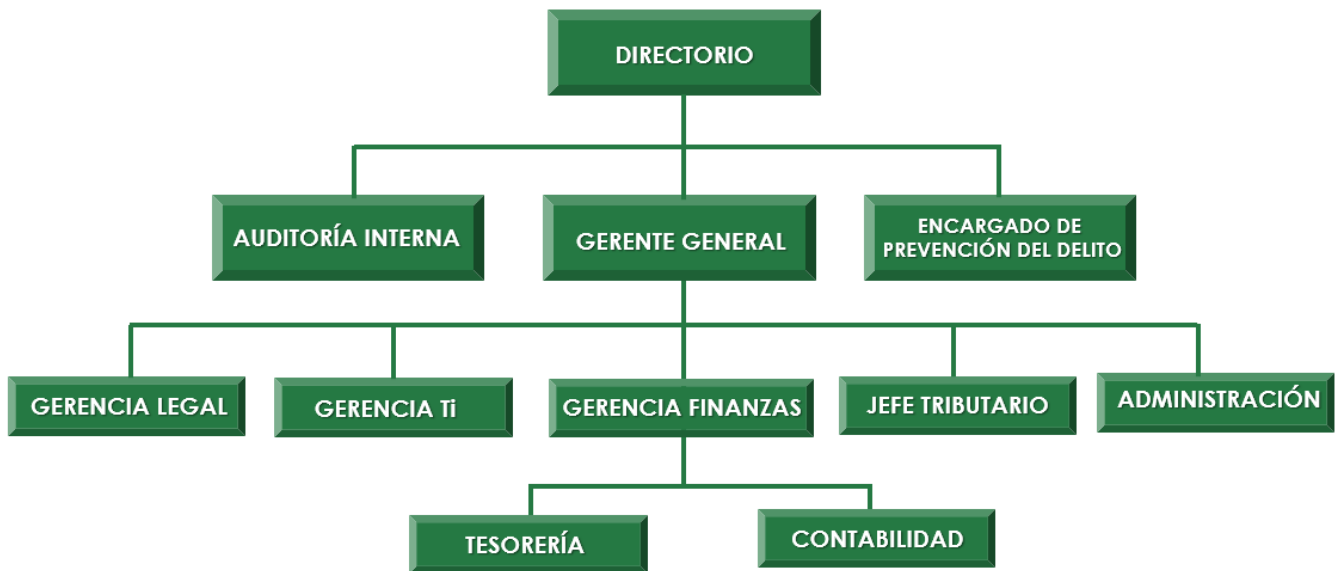 DIRECTORIO
AUDITORÍA INTERNA
GERENTE GENERAL
ENCARGADO DE
PREVENCIÓN DEL DELITO
GERENCIA LEGAL
GERENCIA Ti
GERENCIA FINANZAS
JEFE TRIBUTARIO
ADMINISTRACIÓN
TESORERÍA
CONTABILIDAD